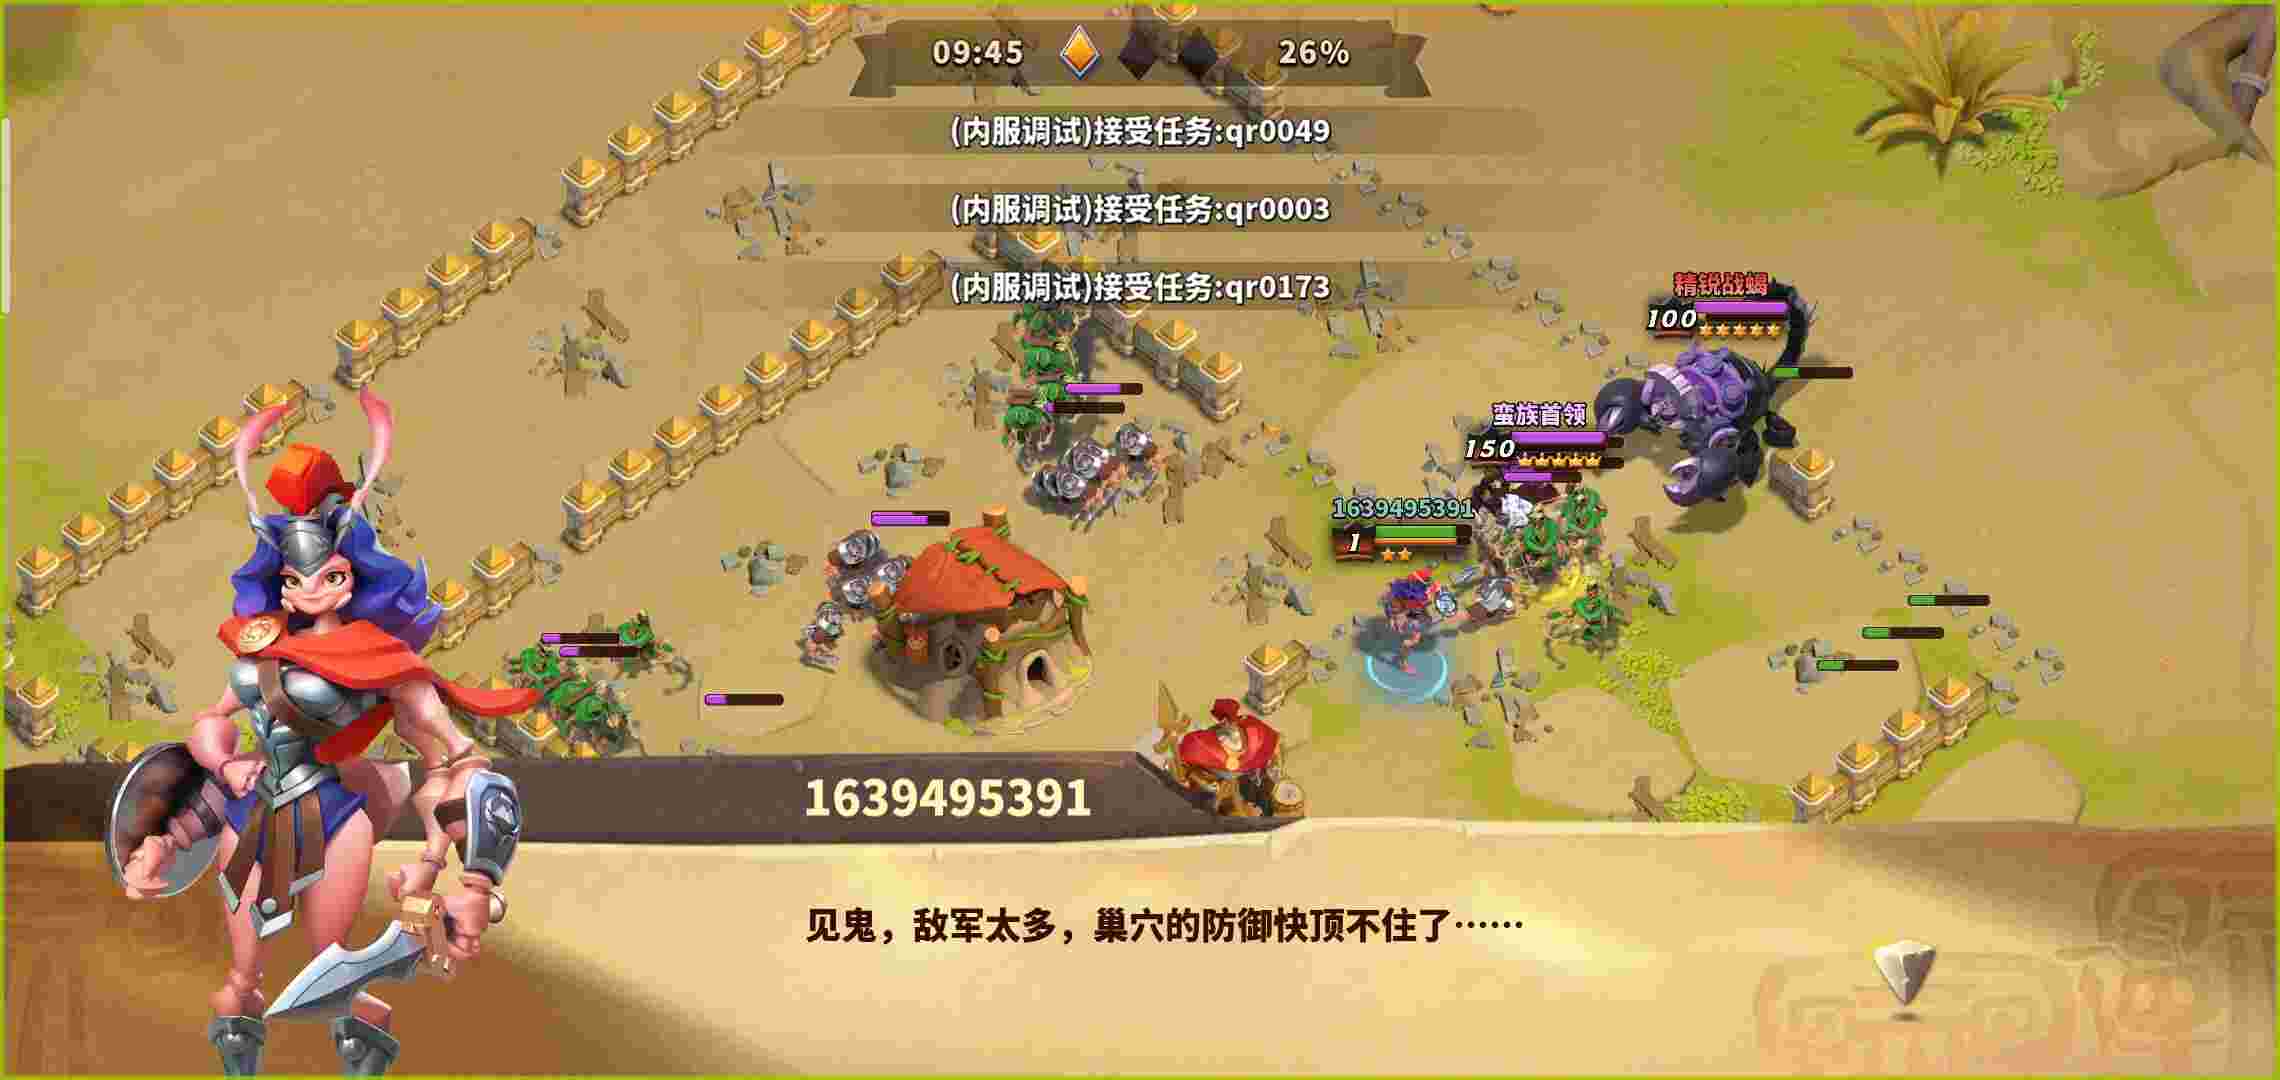 09:45 26%
(内服调试)接受任务:qr0049
(内服调试)接受任务:qr0003
(内服调试)接受任务:qr0173
精锐战蝎
100
蛮族首领
150
1639495391
1
1639495391
见鬼，敌军太多，巢穴的防御快顶不住了……